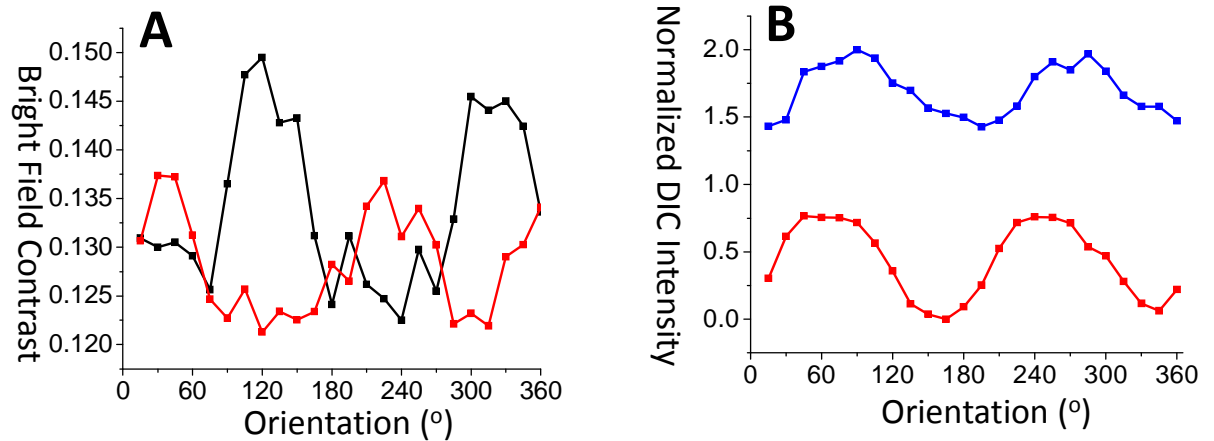 A
Bright Field Contrast
0.150
0.145
0.140
0.135
0.130
0.125
0.120
0 60 120 180 240 300 360
Orientation (o)
B
Normalized DIC Intensity
2.0
1.5
1.0
0.5
0.0
0 60 120 180 240 300 360
Orientation (o)